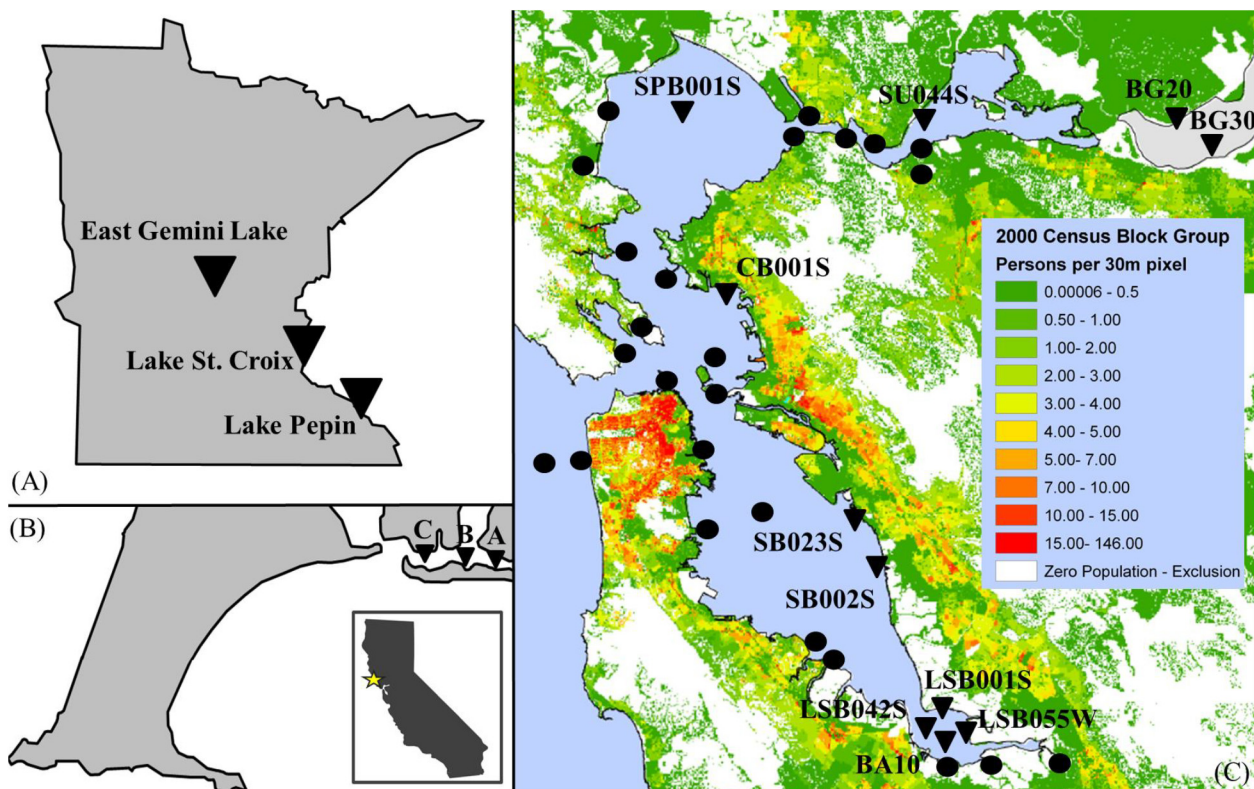 East Gemini Lake
Lake St. Croix
Lake Pepin
(A)
(B)
C
B
A
SPB001S
SU044S
BG20
BG30
CB001S
2000 Census Block Group
Persons per 30m pixel
0.00006 - 0.5
0.50 - 1.00
1.00- 2.00
2.00 - 3.00
3.00 - 4.00
4.00 - 5.00
5.00- 7.00
7.00 - 10.00
10.00 - 15.00
15.00- 146.00
Zero Population - Exclusion
SB023S
SB002S
LSB001S
LSB042S
LSB055W
BA10
(C)